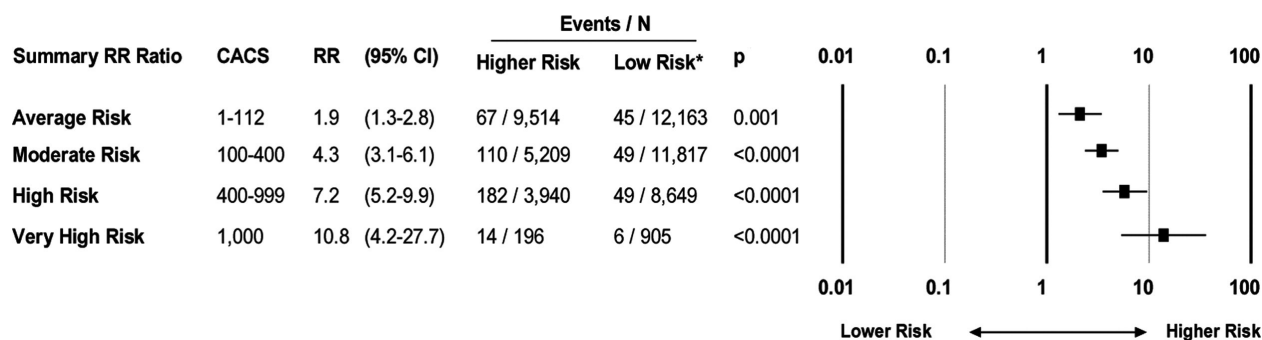 Events / N
Summary RR Ratio CACS RR (95% CI) Higher Risk Low Risk* p 0.01 0.1 1 10 100
Average Risk 1-112 1.9 (1.3-2.8) 67 / 9,514 45 / 12,163 0.001
Moderate Risk 100-400 4.3 (3.1-6.1) 110 / 5,209 49 / 11,817 <0.0001
High Risk 400-999 7.2 (5.2-9.9) 182 / 3,940 49 / 8,649 <0.0001
Very High Risk 1,000 10.8 (4.2-27.7) 14 / 196 6 / 905 <0.0001
0.01 0.1 1 10 100
Lower Risk Higher Risk